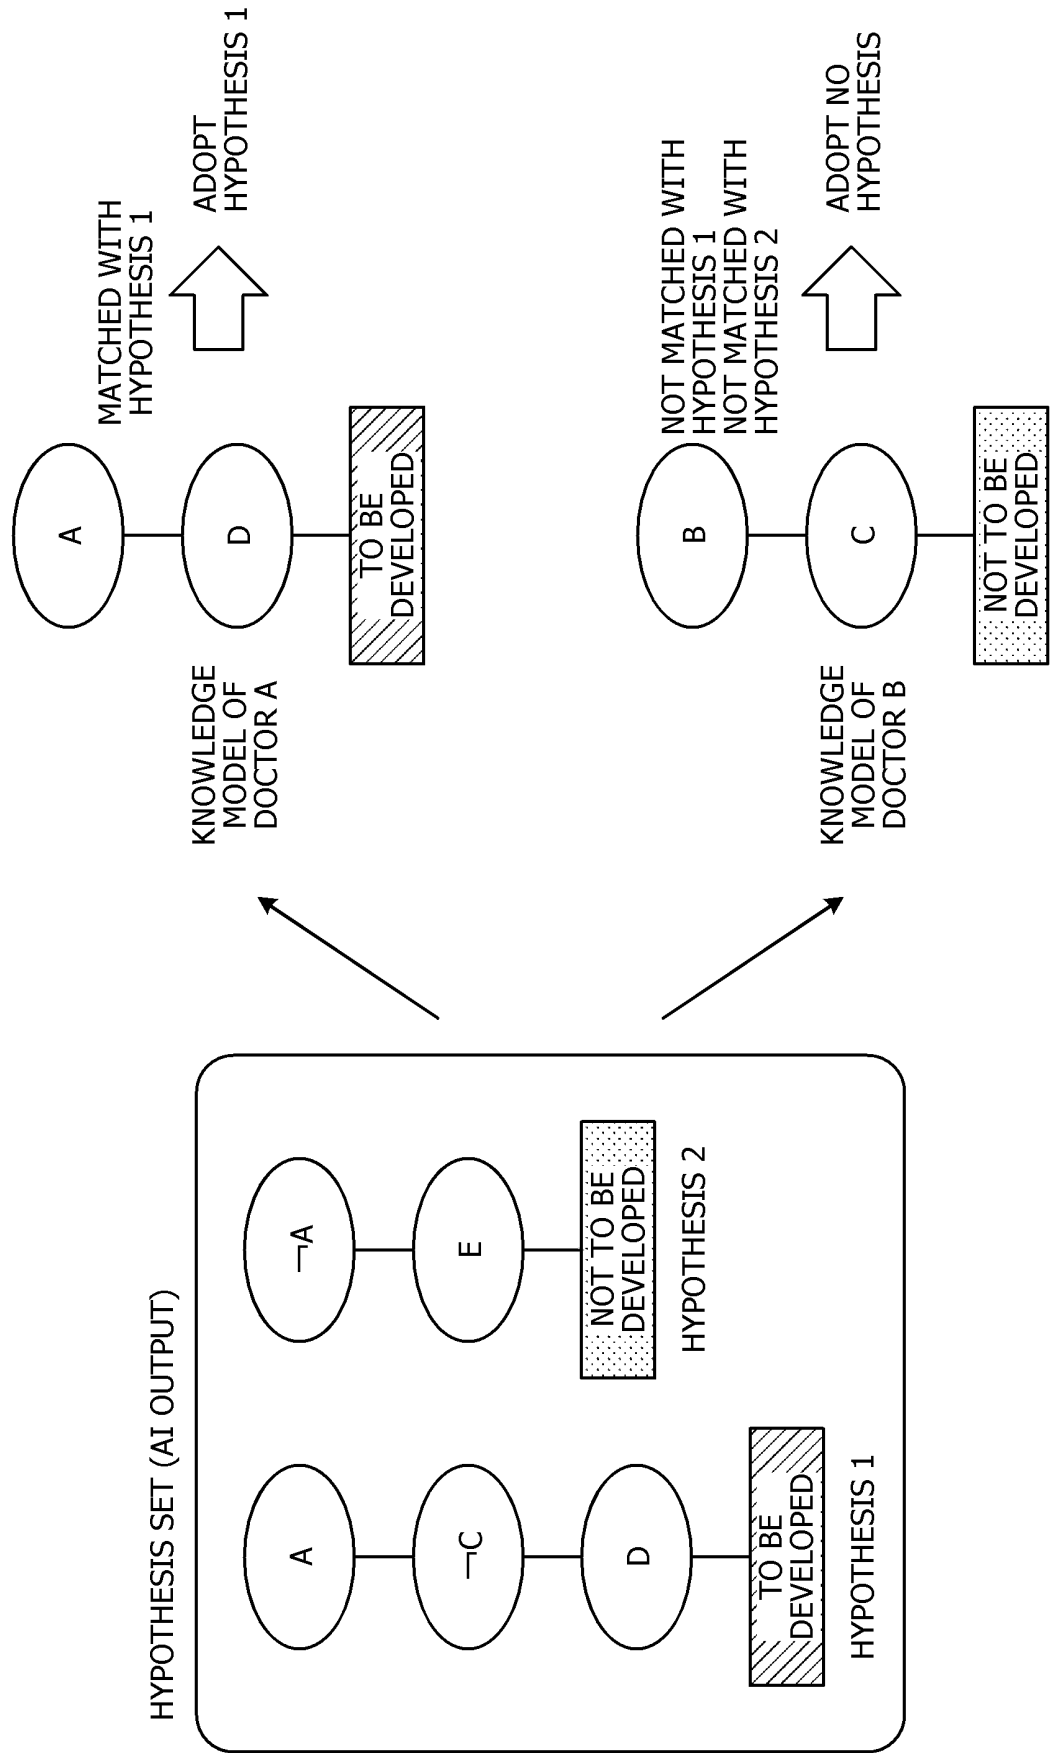 HYPOTHESIS SET (AI OUTPUT)
A
¬C
D
TO BE
DEVELOPED
HYPOTHESIS 1
¬A
E
NOT TO BE
DEVELOPED
HYPOTHESIS 2
KNOWLEDGE
MODEL OF
DOCTOR A
A
D
TO BE
DEVELOPED
MATCHED WITH
HYPOTHESIS 1
ADOPT
HYPOTHESIS 1
KNOWLEDGE
MODEL OF
DOCTOR B
B
C
NOT TO BE
DEVELOPED
NOT MATCHED WITH
HYPOTHESIS 1
NOT MATCHED WITH
HYPOTHESIS 2
ADOPT NO
HYPOTHESIS